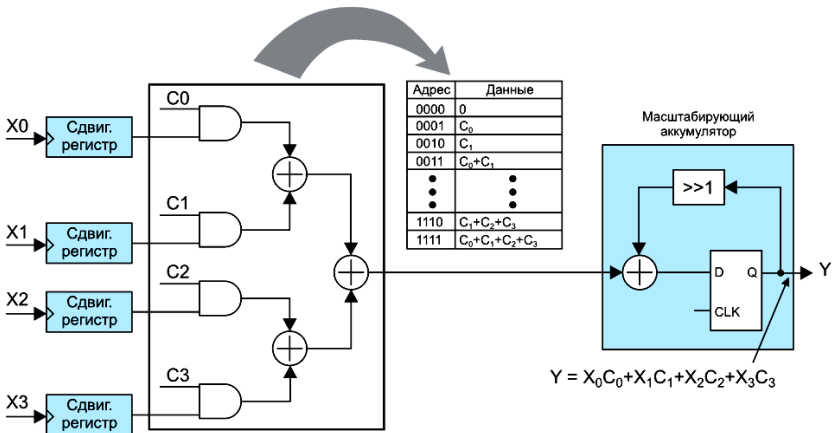 X0
Сдвиг.
регистр
C0
X1
Сдвиг.
регистр
C1
X2
Сдвиг.
регистр
C2
X3
Сдвиг.
регистр
C3
Адрес Данные
0000 0
0001 C₀
0010 C₁
0011 C₀+C₁
1110 C₁+C₂+C₃
1111 C₀+C₁+C₂+C₃
Масштабирующий
аккумулятор
>>1
D Q
CLK
Y
Y = X₀C₀+X₁C₁+X₂C₂+X₃C₃